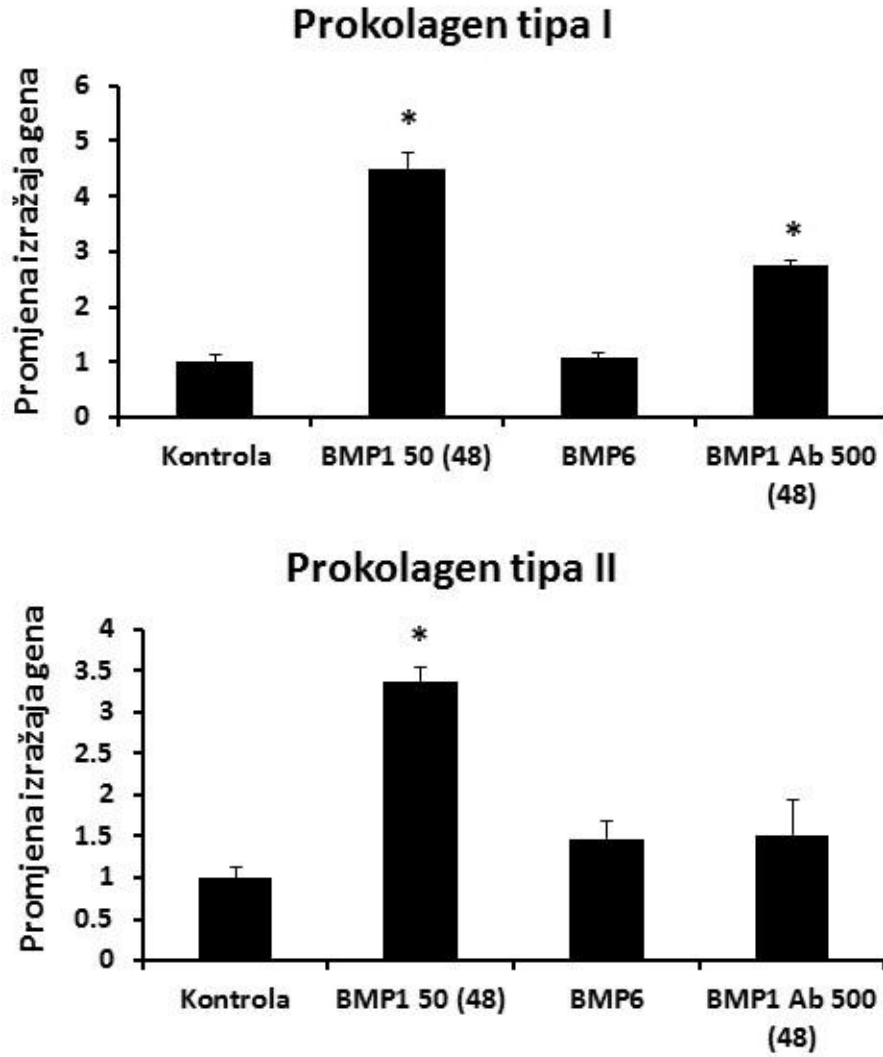 Prokolagen tipa I
Promjena izražaja gena
6
5
4
3
2
1
0
*
*
Kontrola
BMP1 50 (48)
BMP6
BMP1 Ab 500
(48)
Prokolagen tipa II
Promjena izražaja gena
4
3.5
3
2.5
2
1.5
1
0.5
0
*
Kontrola
BMP1 50 (48)
BMP6
BMP1 Ab 500
(48)